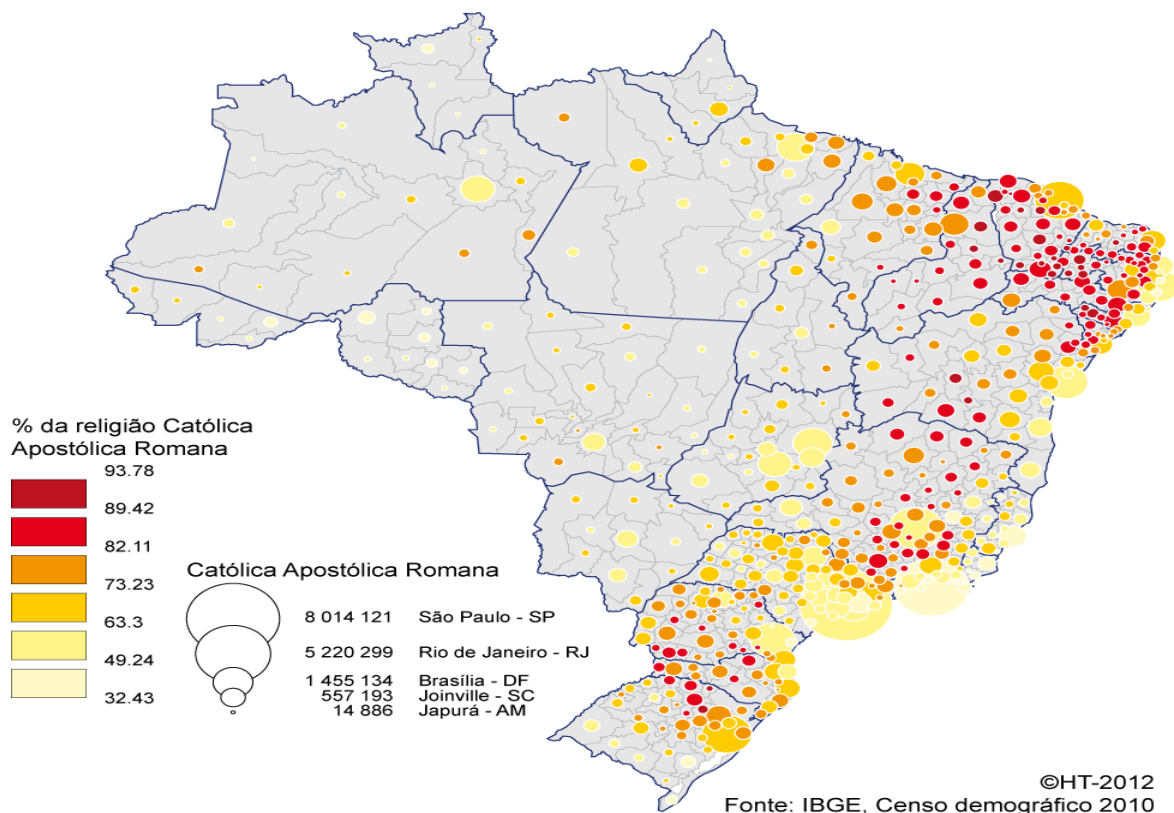 % da religião Católica
Apostólica Romana
93.78
89.42
82.11
73.23
63.3
49.24
32.43
Católica Apostólica Romana
8 014 121 São Paulo - SP
5 220 299 Rio de Janeiro - RJ
1 455 134 Brasília - DF
557 193 Joinville - SC
14 886 Japurá - AM
©HT-2012
Fonte: IBGE, Censo demográfico 2010